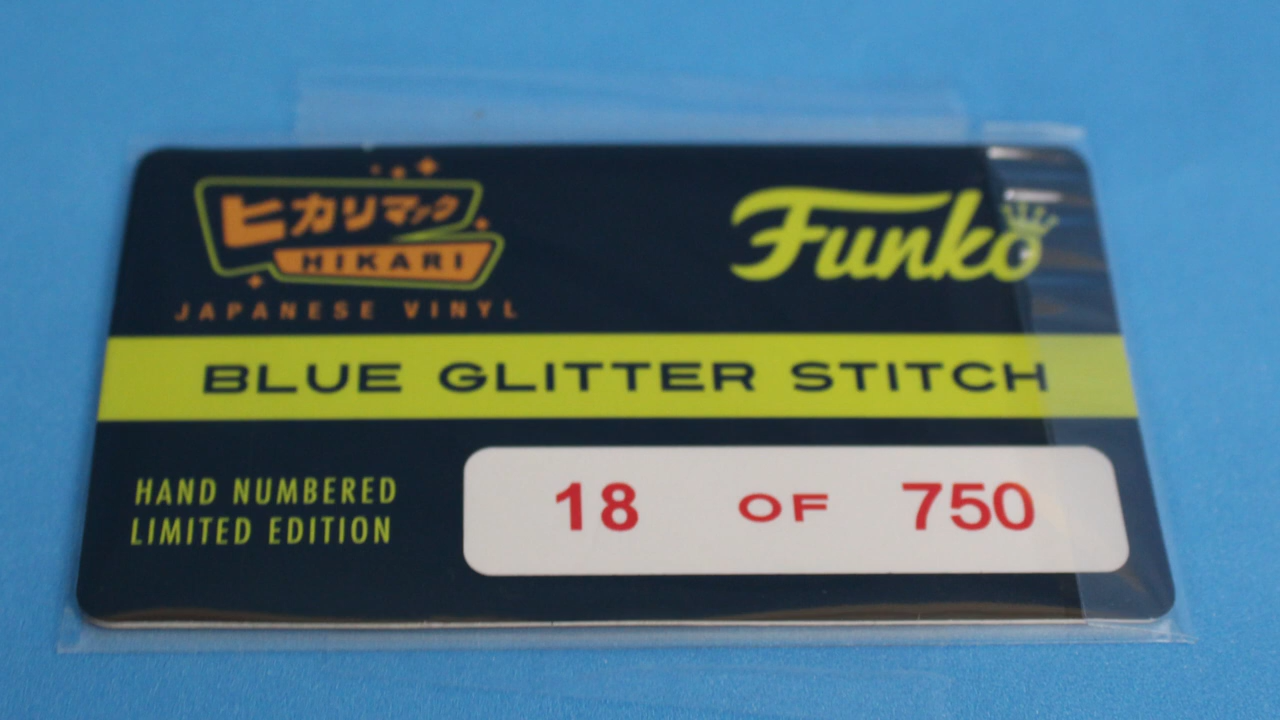 ヒカリマック
HIKARI
JAPANESE VINYL
Funko
BLUE GLITTER STITCH
HAND NUMBERED
LIMITED EDITION
18 OF 750